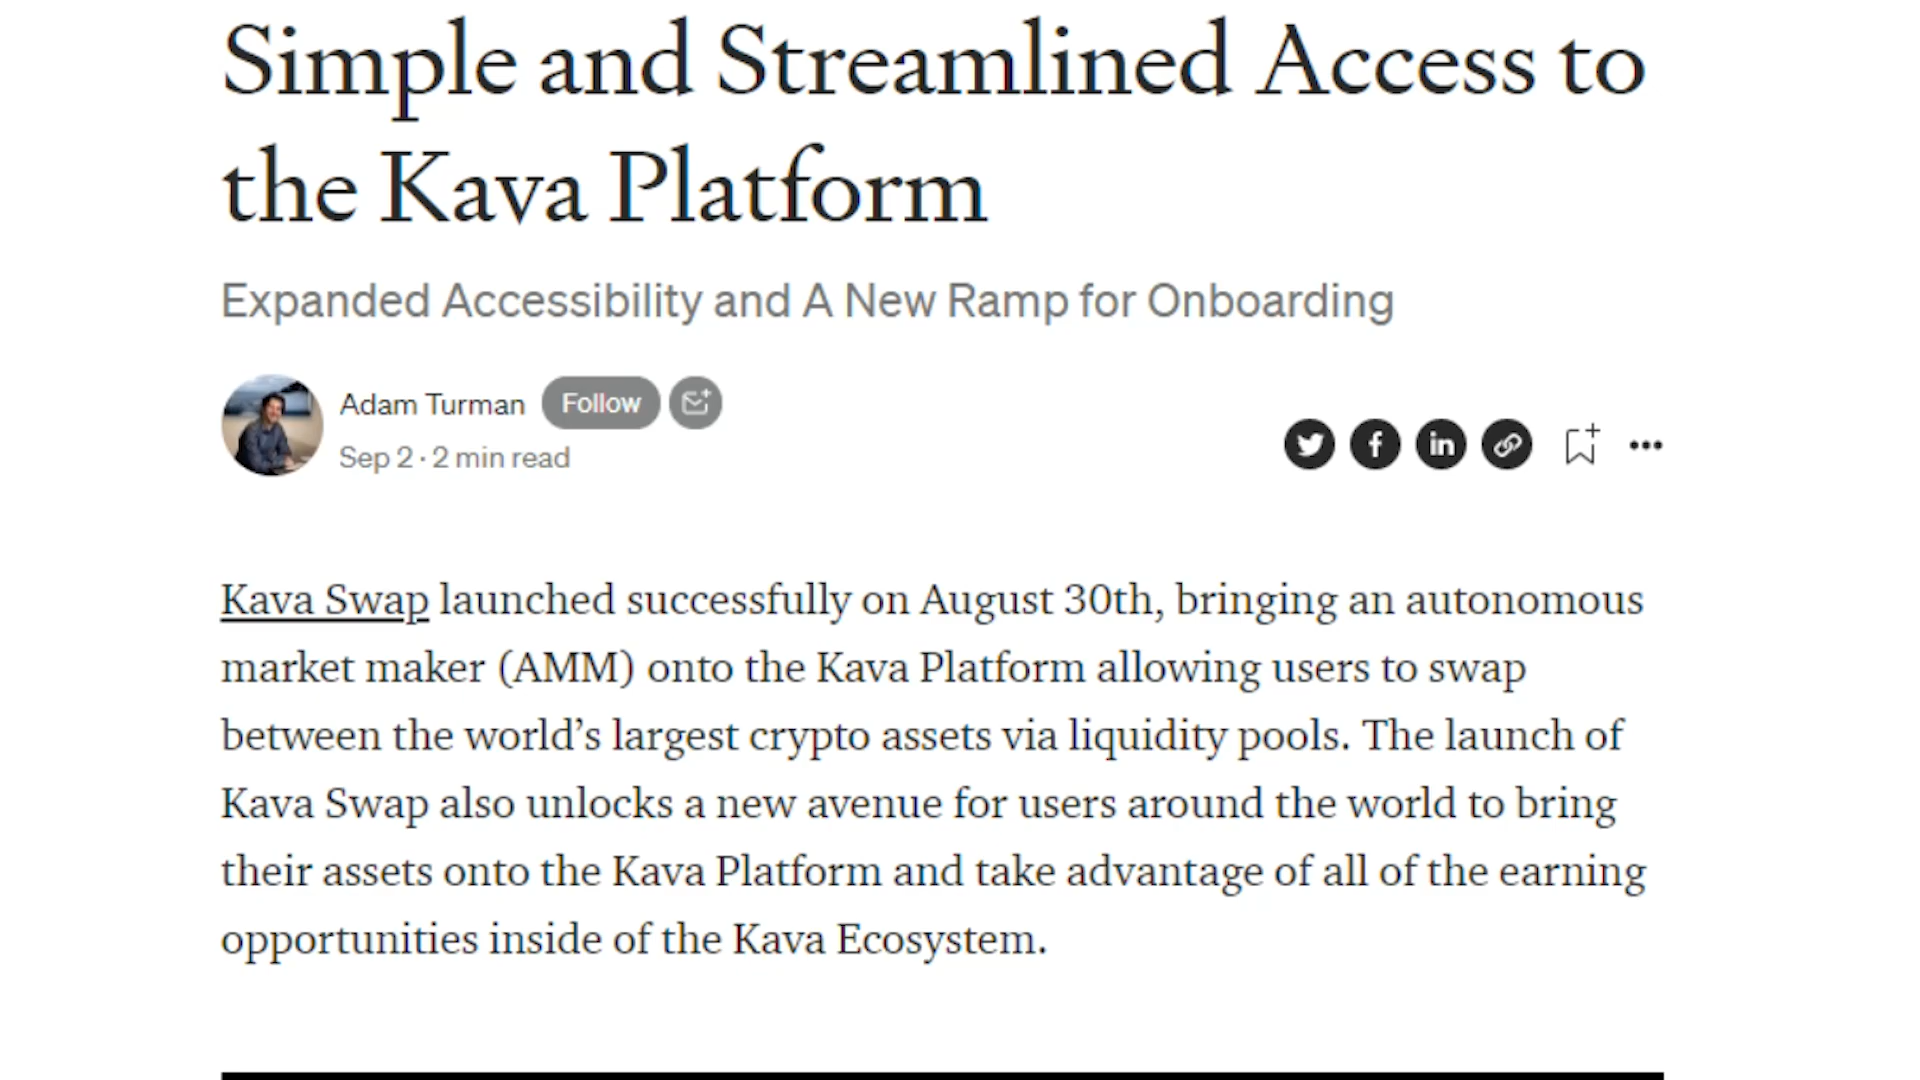 Simple and Streamlined Access to
the Kava Platform
Expanded Accessibility and A New Ramp for Onboarding
Adam Turman Follow
Sep 2 · 2 min read
Kava Swap launched successfully on August 30th, bringing an autonomous
market maker (AMM) onto the Kava Platform allowing users to swap
between the world’s largest crypto assets via liquidity pools. The launch of
Kava Swap also unlocks a new avenue for users around the world to bring
their assets onto the Kava Platform and take advantage of all of the earning
opportunities inside of the Kava Ecosystem.